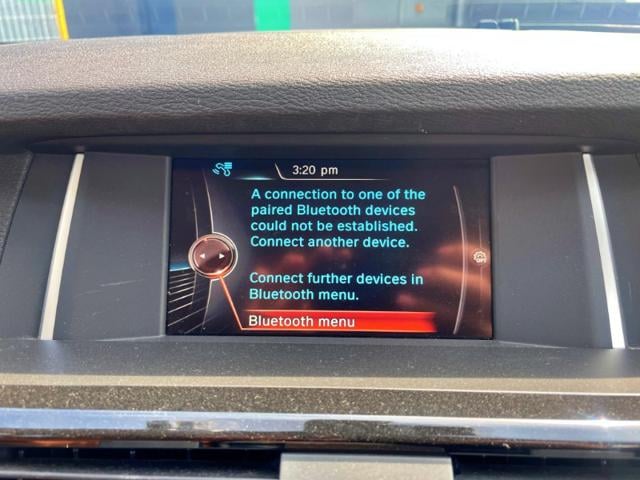 3:20 pm
A connection to one of the
paired Bluetooth devices
could not be established.
Connect another device.
Connect further devices in
Bluetooth menu.
OFF
Bluetooth menu